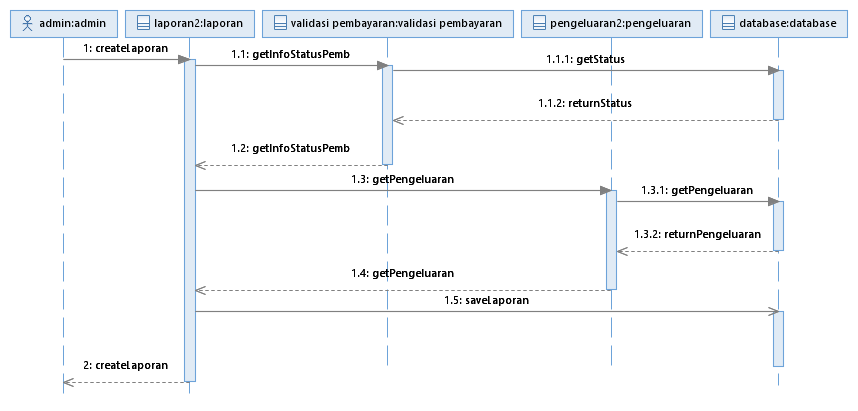 admin:admin
laporan2:laporan
validasi pembayaran:validasi pembayaran
pengeluaran2:pengeluaran
database:database
1: createLaporan
1.1: getInfoStatusPemb
1.1.1: getStatus
1.1.2: returnStatus
1.2: getInfoStatusPemb
1.3: getPengeluaran
1.3.1: getPengeluaran
1.3.2: returnPengeluaran
1.4: getPengeluaran
1.5: saveLaporan
2: createLaporan